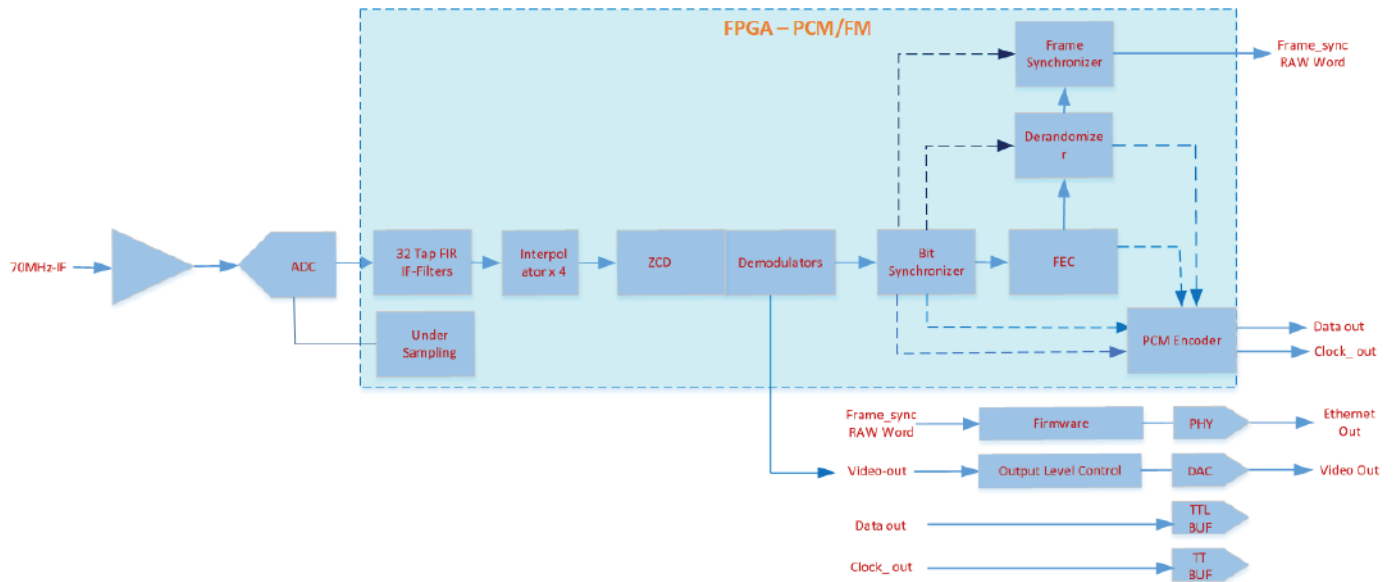 FPGA – PCM/FM
Frame
Synchronizer
Frame_sync
RAW Word
Derandomize
r
70MHz-IF
ADC
32 Tap FIR
IF-Filters
Interpol
ator x 4
ZCD
Demodulators
Bit
Synchronizer
FEC
Under
Sampling
PCM Encoder
Data out
Clock_ out
Frame_sync
RAW Word
Firmware
PHY
Ethernet
Out
Video-out
Output Level Control
DAC
Video Out
Data out
TTL
BUF
Clock_ out
TT
BUF